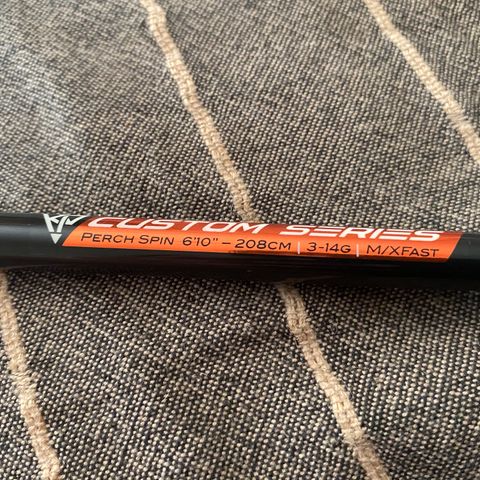 CUSTOM SERIES
PERCH SPIN 6'10" – 208CM | 3-14G | M/XFAST